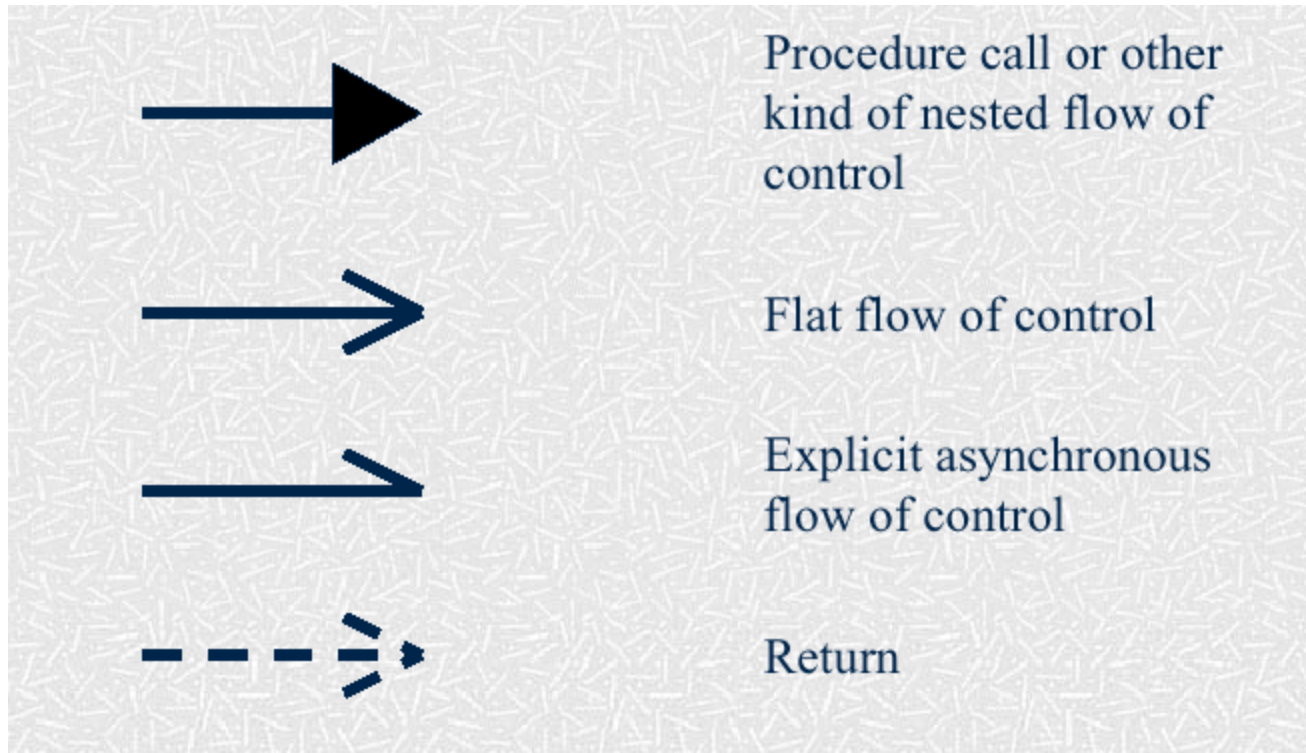 Procedure call or other
kind of nested flow of
control
Flat flow of control
Explicit asynchronous
flow of control
Return